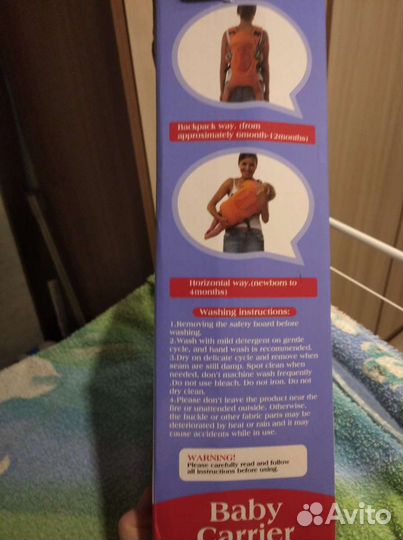 Backpack way, (from
approximately 6month-12months)
Horizontal way.(newborn to
4months)
Washing instructions:
1.Removing the safety board before
washing.
2.Wash with mild detergent on gentle
cycle, and hand wash is recommended.
3.Dry on delicate cycle and remove when
seam are still damp. Spot clean when
needed, don't machine wash frequently
.Do not use bleach. Do not iron. Do not
dry clean.
4.Please don't leave the product near the
fire or unattended outside. Otherwise,
the buckle or other fabric parts may be
deteriorated by heat or rain and it may
cause accidents while in use.
WARNING!
Please carefully read and follow
all instructions before using.
Baby
Carrier
Avito